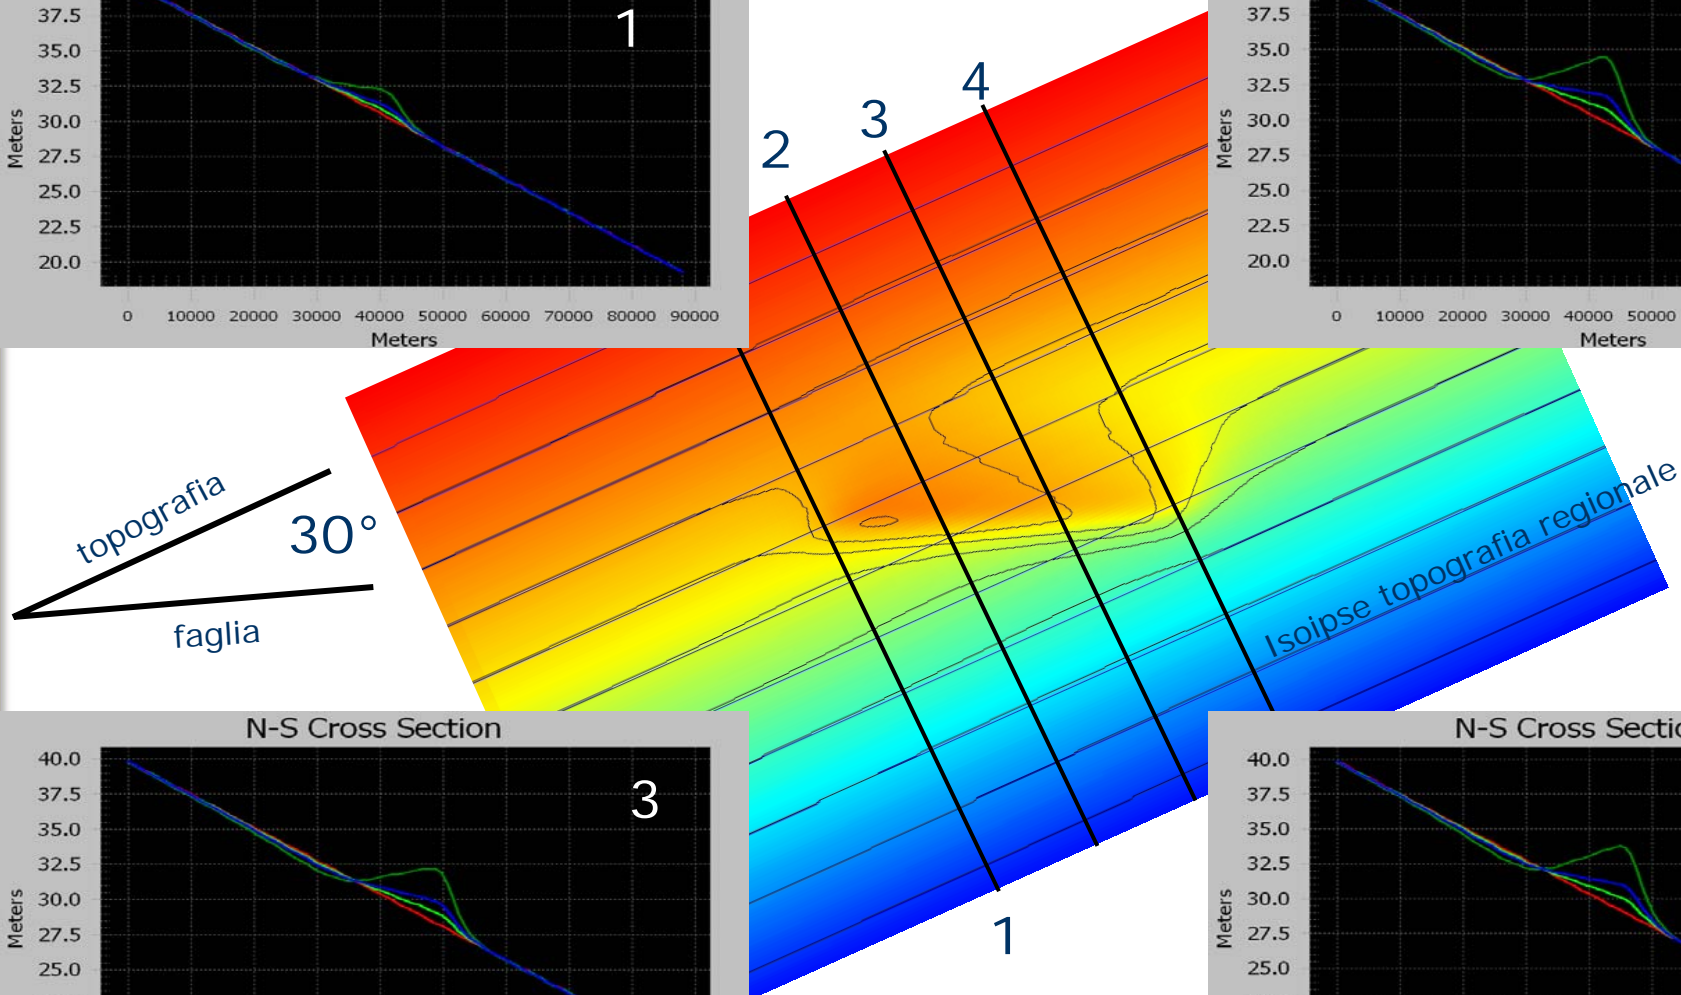 37.5
35.0
32.5
30.0
27.5
25.0
22.5
20.0
Meters
0 10000 20000 30000 40000 50000 60000 70000 80000 90000
Meters
1
37.5
35.0
32.5
30.0
27.5
25.0
22.5
20.0
Meters
0 10000 20000 30000 40000 50000
Meters
2
3
4
topografia
30°
faglia
Isoipse topografia regionale
1
N-S Cross Section
40.0
37.5
35.0
32.5
30.0
27.5
25.0
Meters
3
N-S Cross Sectio
40.0
37.5
35.0
32.5
30.0
27.5
25.0
Meters